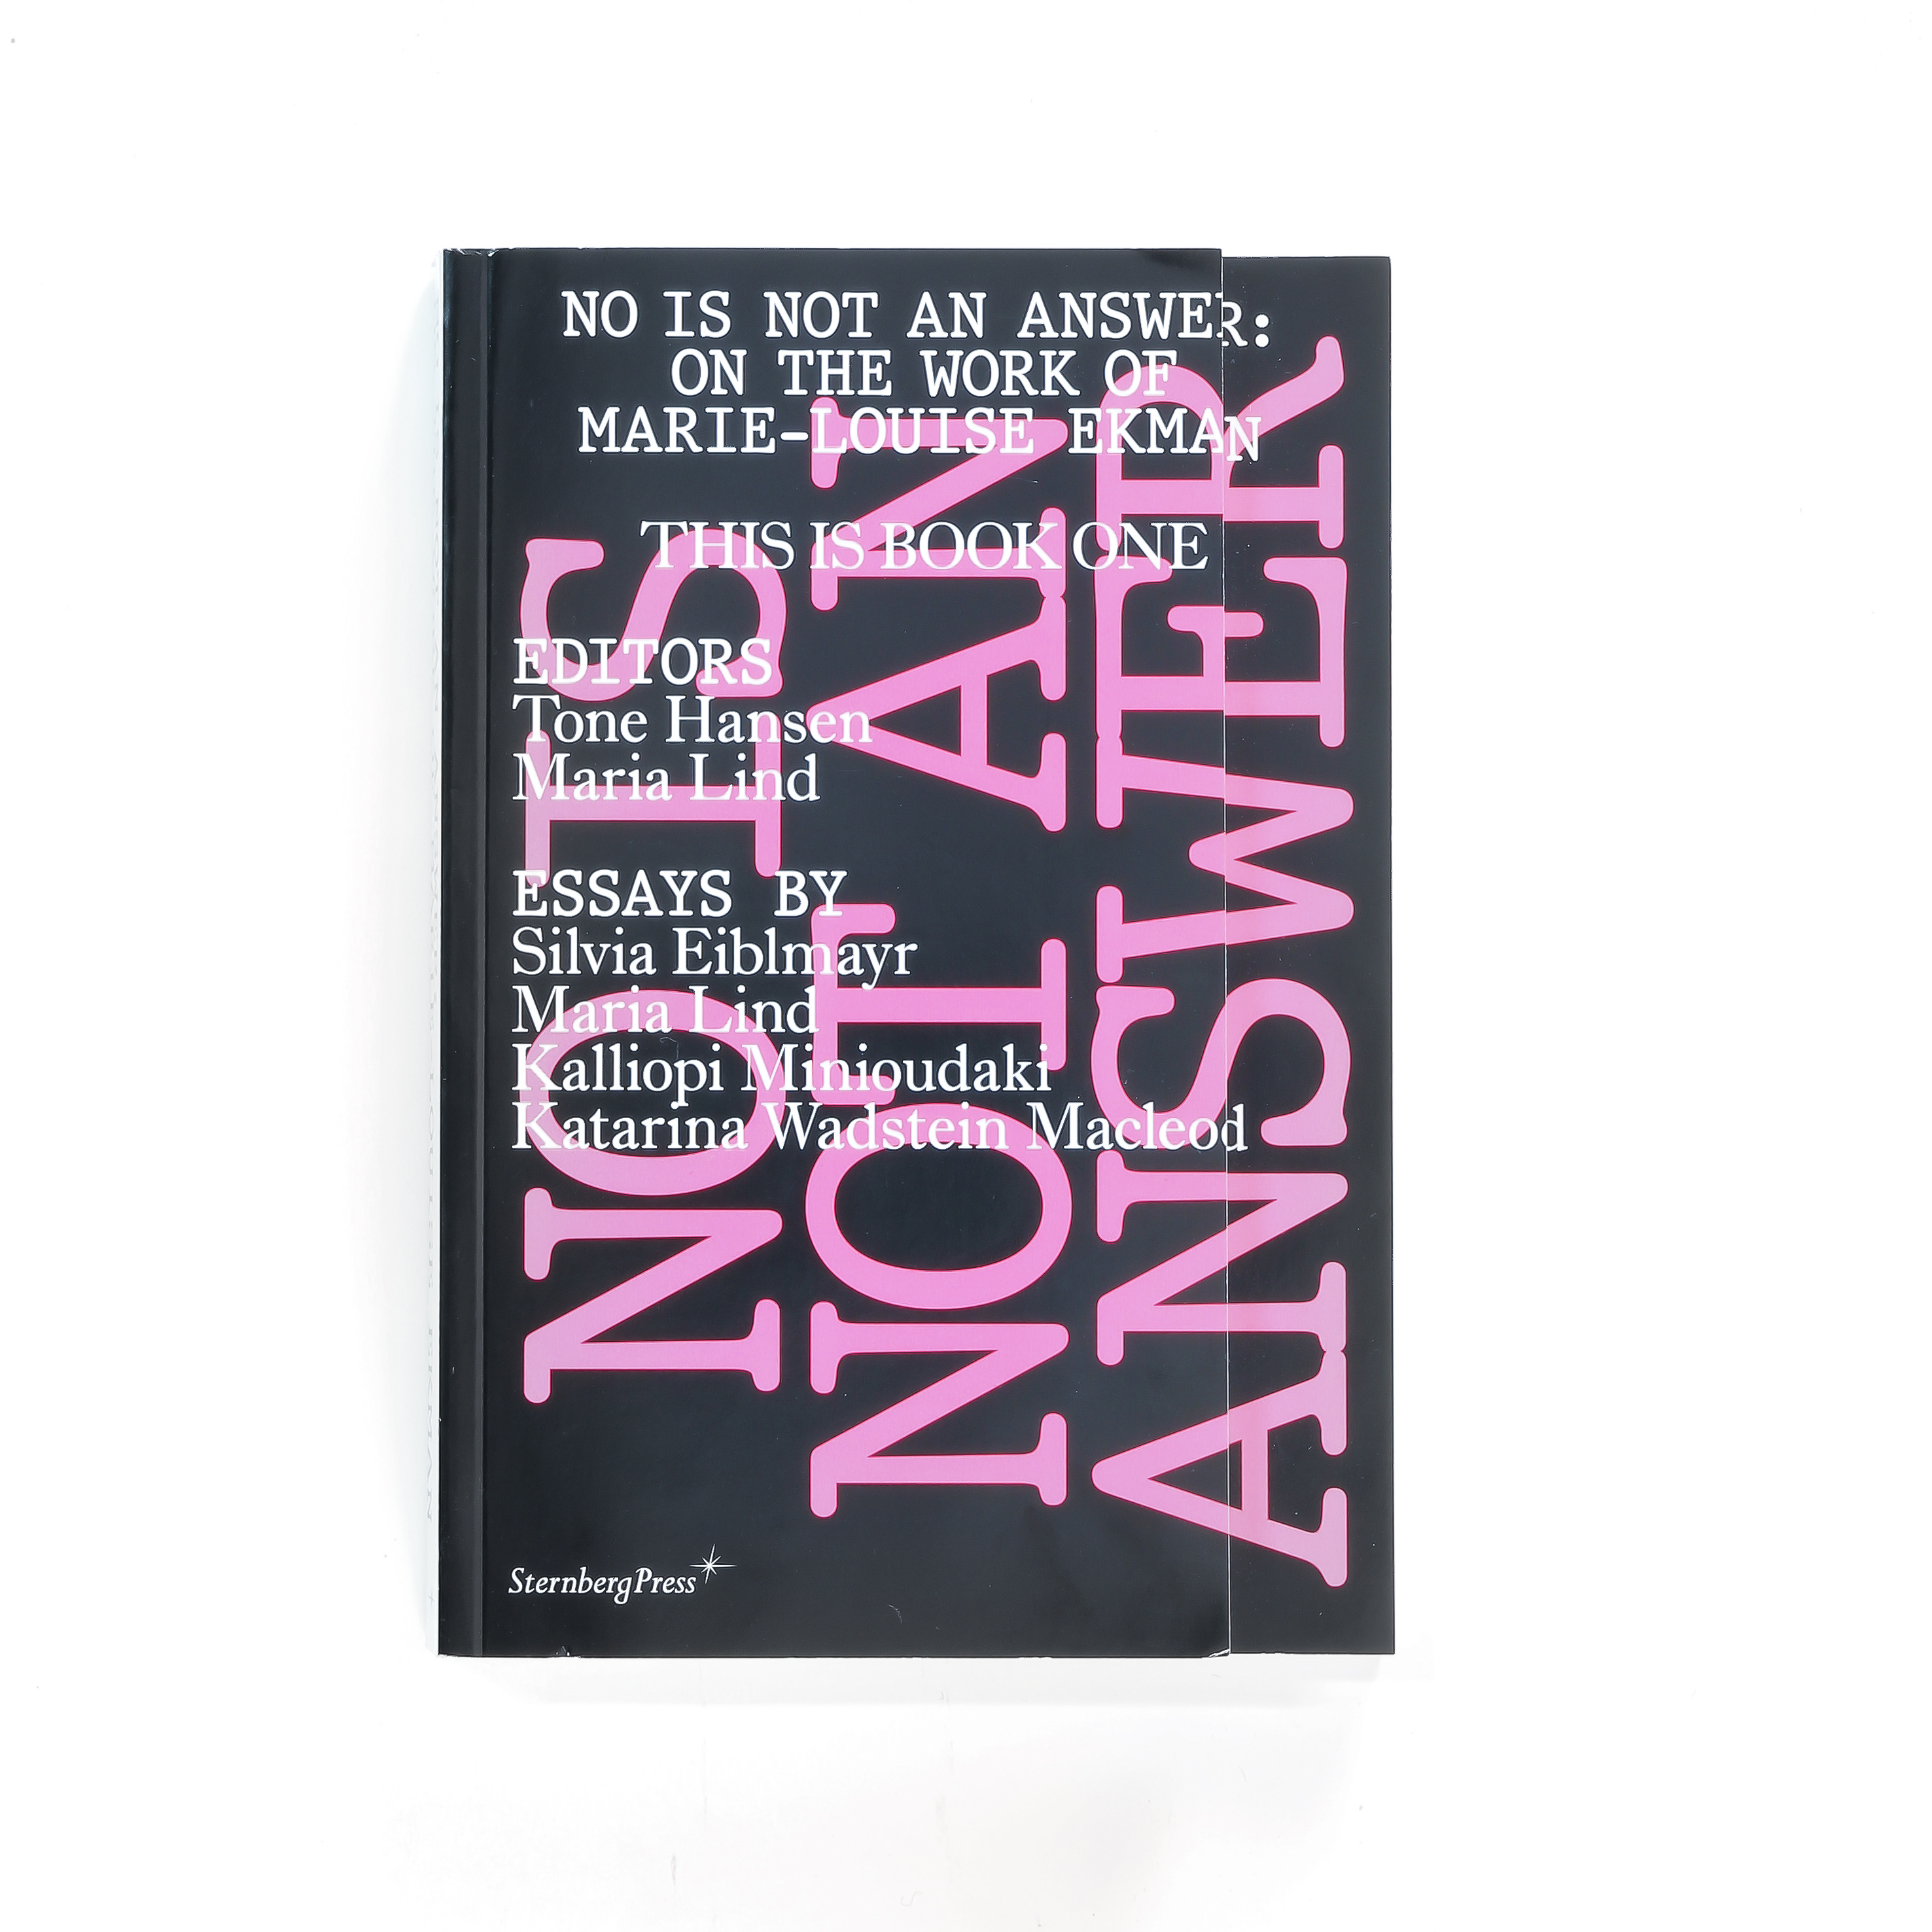 NO IS NOT AN ANSWER:
ON THE WORK OF
MARIE-LOUISE EKMAN
THIS IS BOOK ONE
EDITORS
Tone Hansen
Maria Lind
ESSAYS BY
Silvia Eiblmayr
Maria Lind
Kalliopi Minioudaki
Katarina Wadstein Macleod
SternbergPress
NO IS
NOT AN
ANSWER